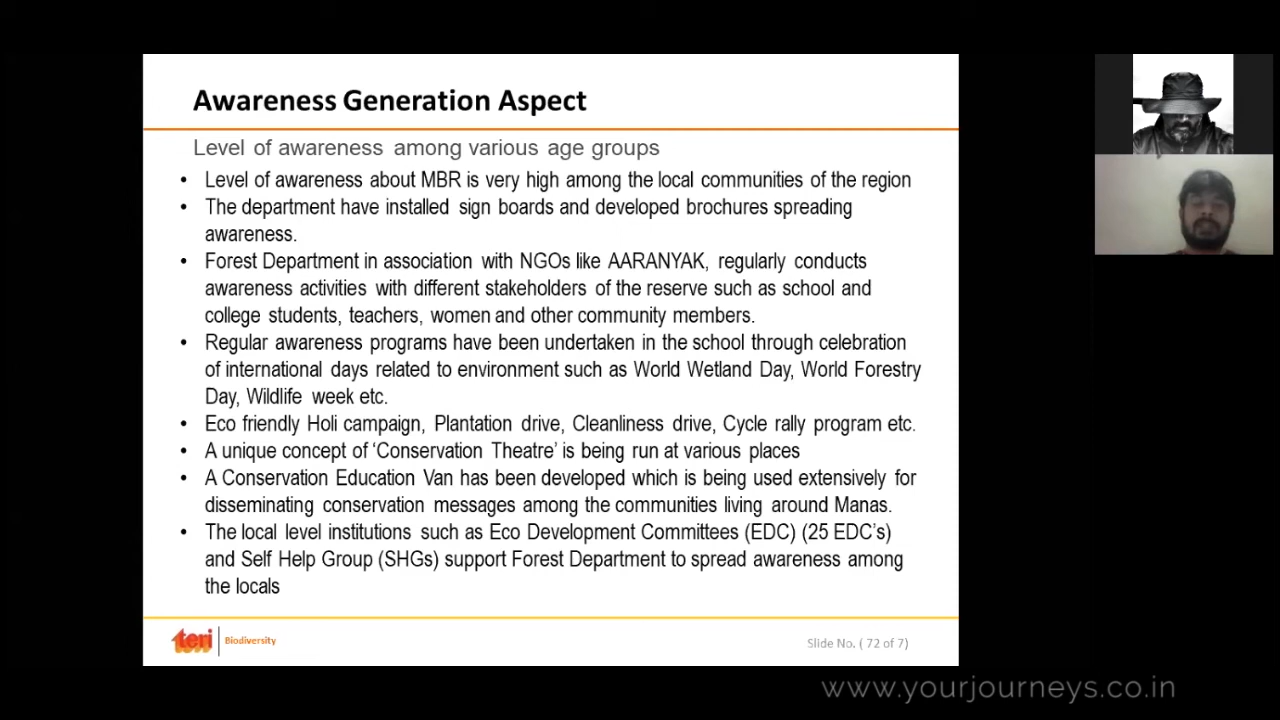 Awareness Generation Aspect
Level of awareness among various age groups
• Level of awareness about MBR is very high among the local communities of the region
• The department have installed sign boards and developed brochures spreading
awareness.
• Forest Department in association with NGOs like AARANYAK, regularly conducts
awareness activities with different stakeholders of the reserve such as school and
college students, teachers, women and other community members.
• Regular awareness programs have been undertaken in the school through celebration
of international days related to environment such as World Wetland Day, World Forestry
Day, Wildlife week etc.
• Eco friendly Holi campaign, Plantation drive, Cleanliness drive, Cycle rally program etc.
• A unique concept of ‘Conservation Theatre’ is being run at various places
• A Conservation Education Van has been developed which is being used extensively for
disseminating conservation messages among the communities living around Manas.
• The local level institutions such as Eco Development Committees (EDC) (25 EDC’s)
and Self Help Group (SHGs) support Forest Department to spread awareness among
the locals
teri Biodiversity
Slide No. ( 72 of 7)
www.yourjourneys.co.in